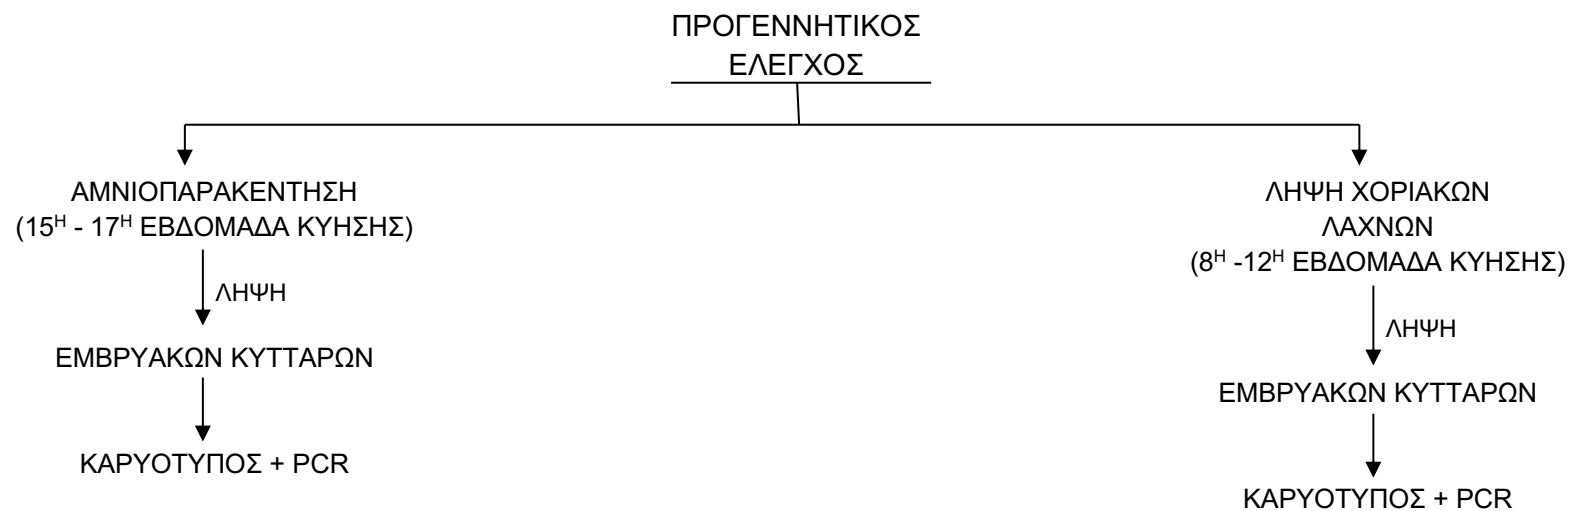 ΠΡΟΓΕΝΝΗΤΙΚΟΣ
ΕΛΕΓΧΟΣ
ΑΜΝΙΟΠΑΡΑΚΕΝΤΗΣΗ
(15Η - 17Η ΕΒΔΟΜΑΔΑ ΚΥΗΣΗΣ)
ΛΗΨΗ
ΕΜΒΡΥΑΚΩΝ ΚΥΤΤΑΡΩΝ
ΚΑΡΥΟΤΥΠΟΣ + PCR
ΛΗΨΗ ΧΟΡΙΑΚΩΝ
ΛΑΧΝΩΝ
(8Η -12Η ΕΒΔΟΜΑΔΑ ΚΥΗΣΗΣ)
ΛΗΨΗ
ΕΜΒΡΥΑΚΩΝ ΚΥΤΤΑΡΩΝ
ΚΑΡΥΟΤΥΠΟΣ + PCR